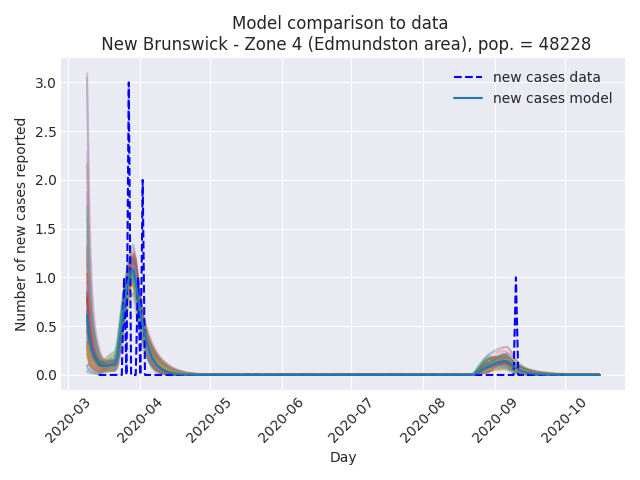 Model comparison to data
New Brunswick - Zone 4 (Edmundston area), pop. = 48228
new cases data
new cases model
Number of new cases reported
3.0
2.5
2.0
1.5
1.0
0.5
0.0
2020-03
2020-04
2020-05
2020-06
2020-07
2020-08
2020-09
2020-10
Day